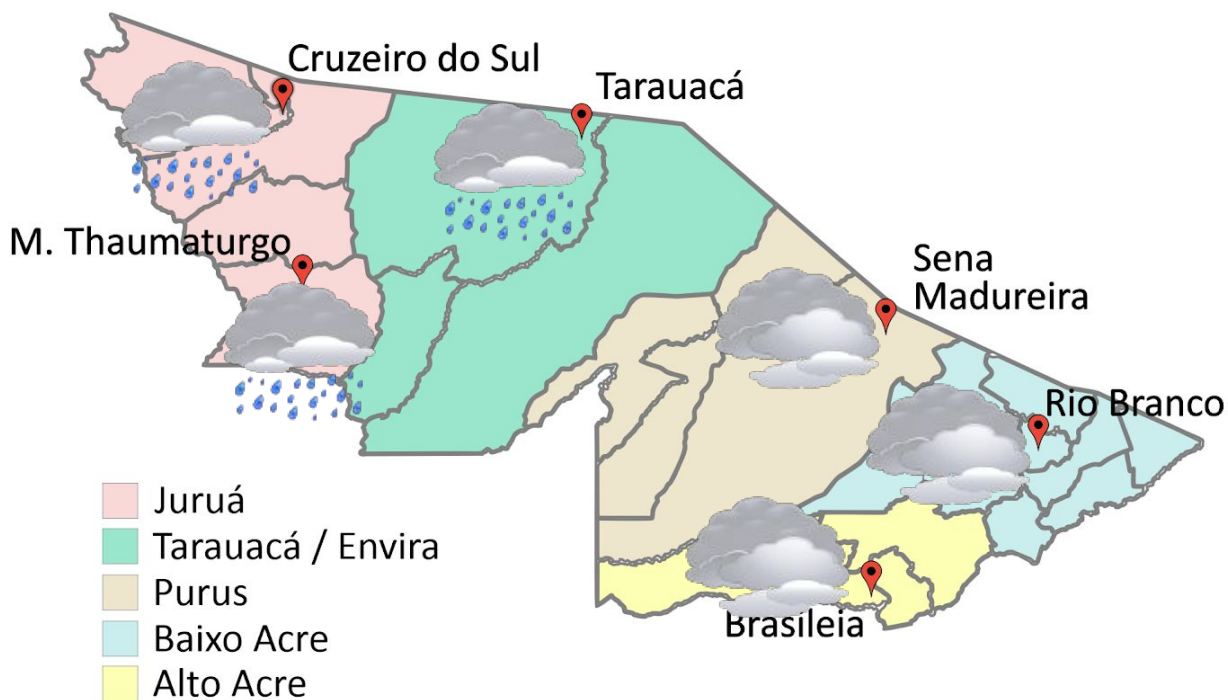 Cruzeiro do Sul
Tarauacá
M. Thaumaturgo
Sena
Madureira
Rio Branco
Brasileia
Juruá
Tarauacá / Envira
Purus
Baixo Acre
Alto Acre